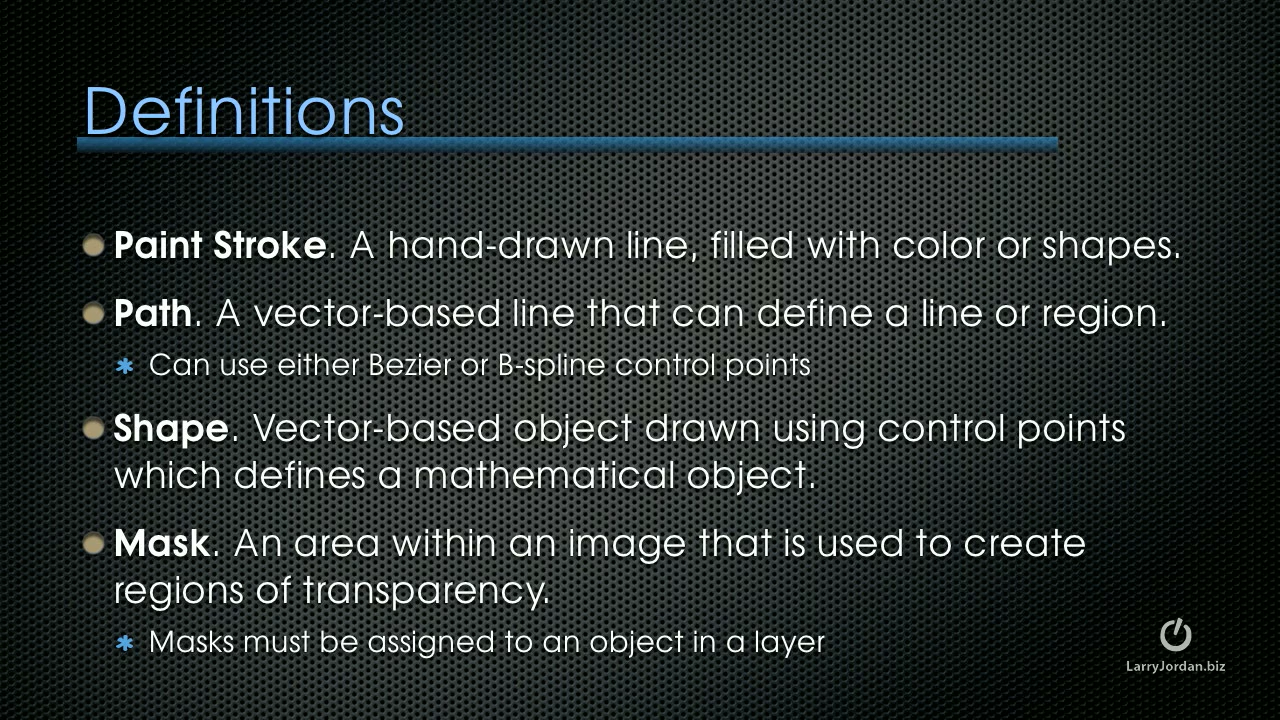 Definitions
Paint Stroke. A hand-drawn line, filled with color or shapes.
Path. A vector-based line that can define a line or region.
Can use either Bezier or B-spline control points
Shape. Vector-based object drawn using control points
which defines a mathematical object.
Mask. An area within an image that is used to create
regions of transparency.
Masks must be assigned to an object in a layer
LarryJordan.biz